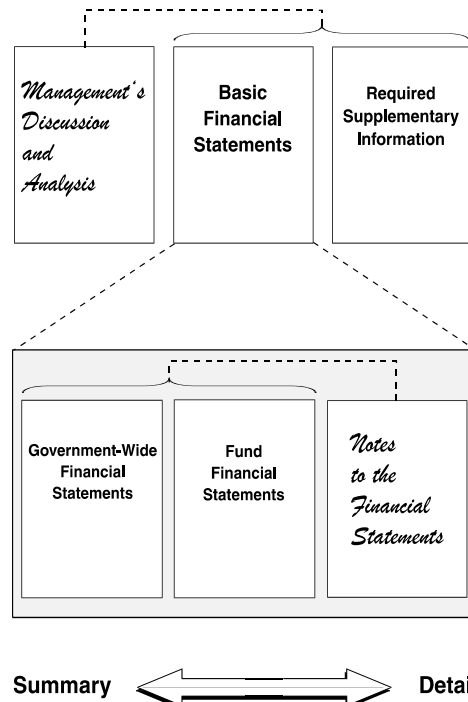 Management's
Discussion
and
Analysis
Basic
Financial
Statements
Required
Supplementary
Information
Government-Wide
Financial
Statements
Fund
Financial
Statements
Notes
to the
Financial
Statements
Summary
Detai